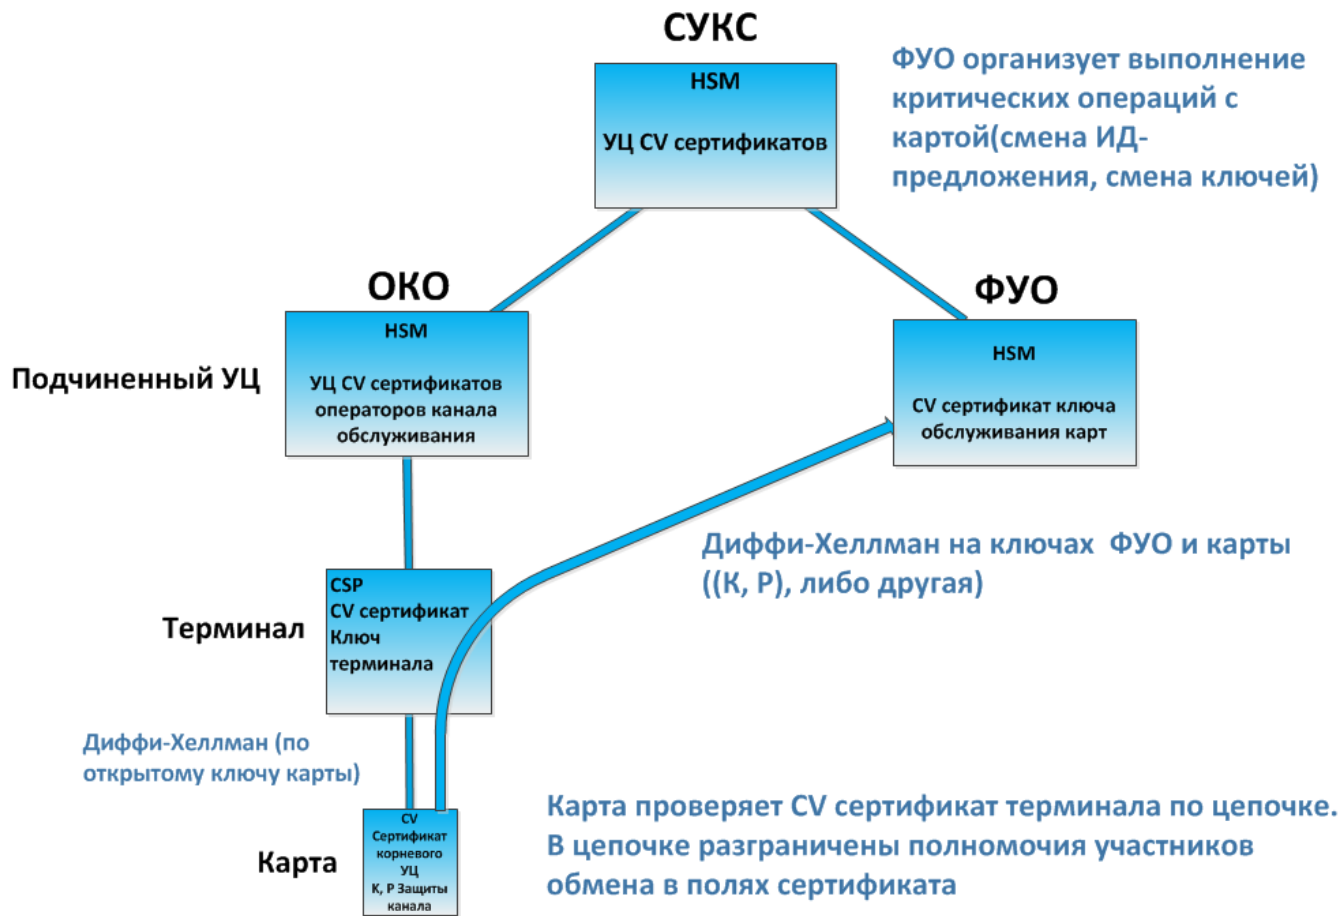 СУКС
HSM
УЦ CV сертификатов
ФУО организует выполнение
критических операций с
картой(смена ИД-
предложения, смена ключей)
ОКО
HSM
УЦ CV сертификатов
операторов канала
обслуживания
Подчиненный УЦ
ФУО
HSM
CV сертификат ключа
обслуживания карт
Диффи-Хеллман на ключах ФУО и карты
((К, Р), либо другая)
Терминал
CSP
CV сертификат
Ключ
терминала
Диффи-Хеллман (по
открытому ключу карты)
Карта
CV
Сертификат
корневого
УЦ
К, Р Защиты
канала
Карта проверяет CV сертификат терминала по цепочке.
В цепочке разграничены полномочия участников
обмена в полях сертификата